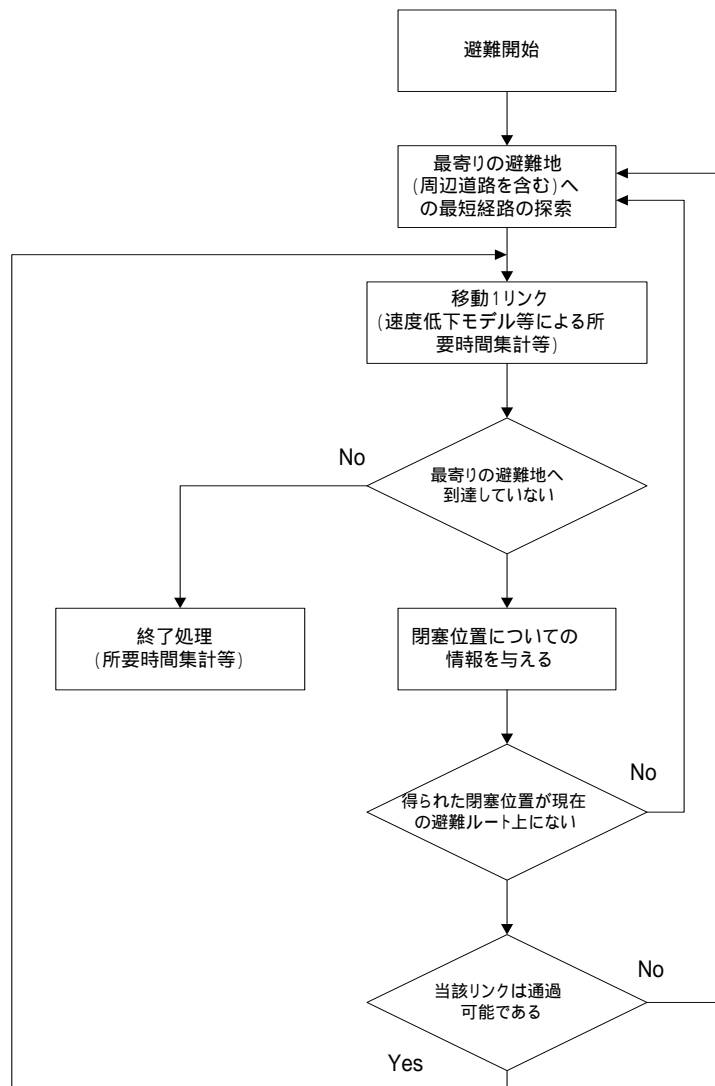 避難開始
最寄りの避難地
(周辺道路を含む)へ
の最短経路の探索
移動1リンク
(速度低下モデル等による所
要時間集計等)
No
最寄りの避難地へ
到達していない
終了処理
(所要時間集計等)
閉塞位置についての
情報を与える
No
得られた閉塞位置が現在
の避難ルート上にない
No
当該リンクは通過
可能である
Yes